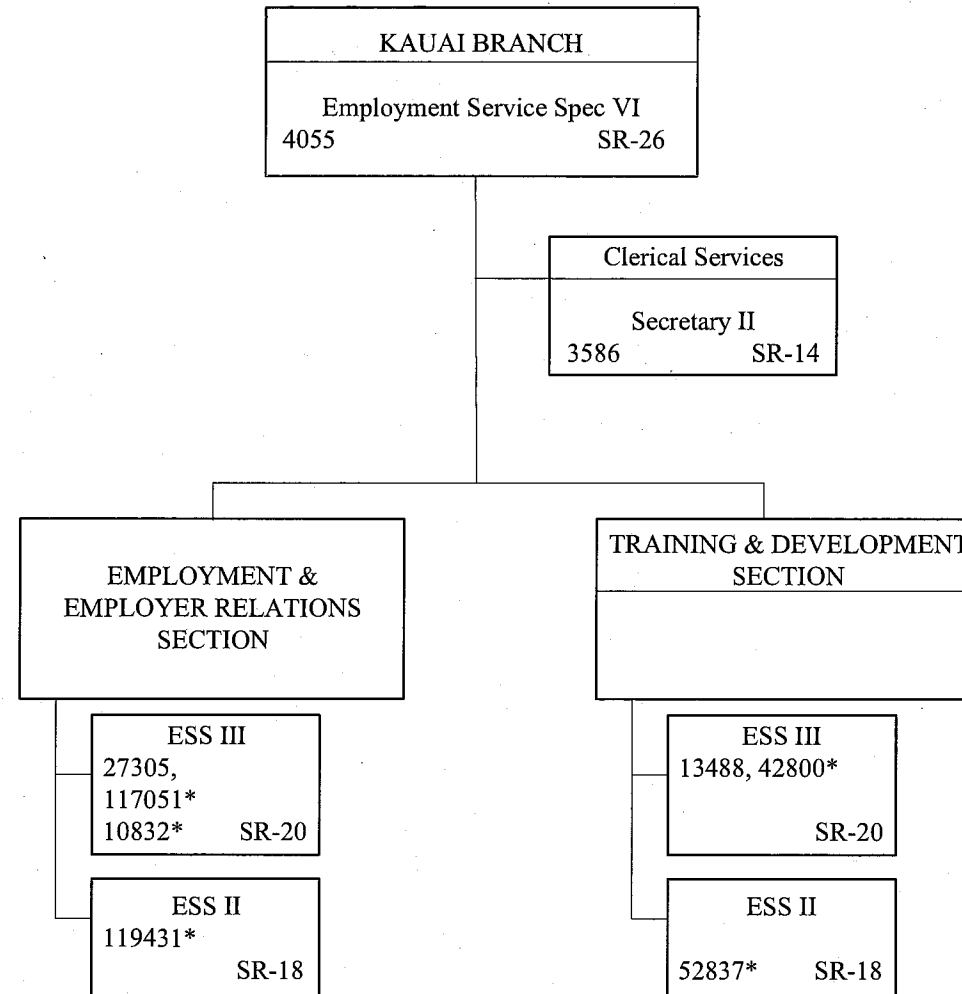 KAUAI BRANCH
Employment Service Spec VI
4055 SR-26
Clerical Services
Secretary II
3586 SR-14
EMPLOYMENT &
EMPLOYER RELATIONS
SECTION
ESS III
27305,
117051*
10832* SR-20
ESS II
119431*
SR-18
TRAINING & DEVELOPMENT
SECTION
ESS III
13488, 42800*
SR-20
ESS II
52837* SR-18